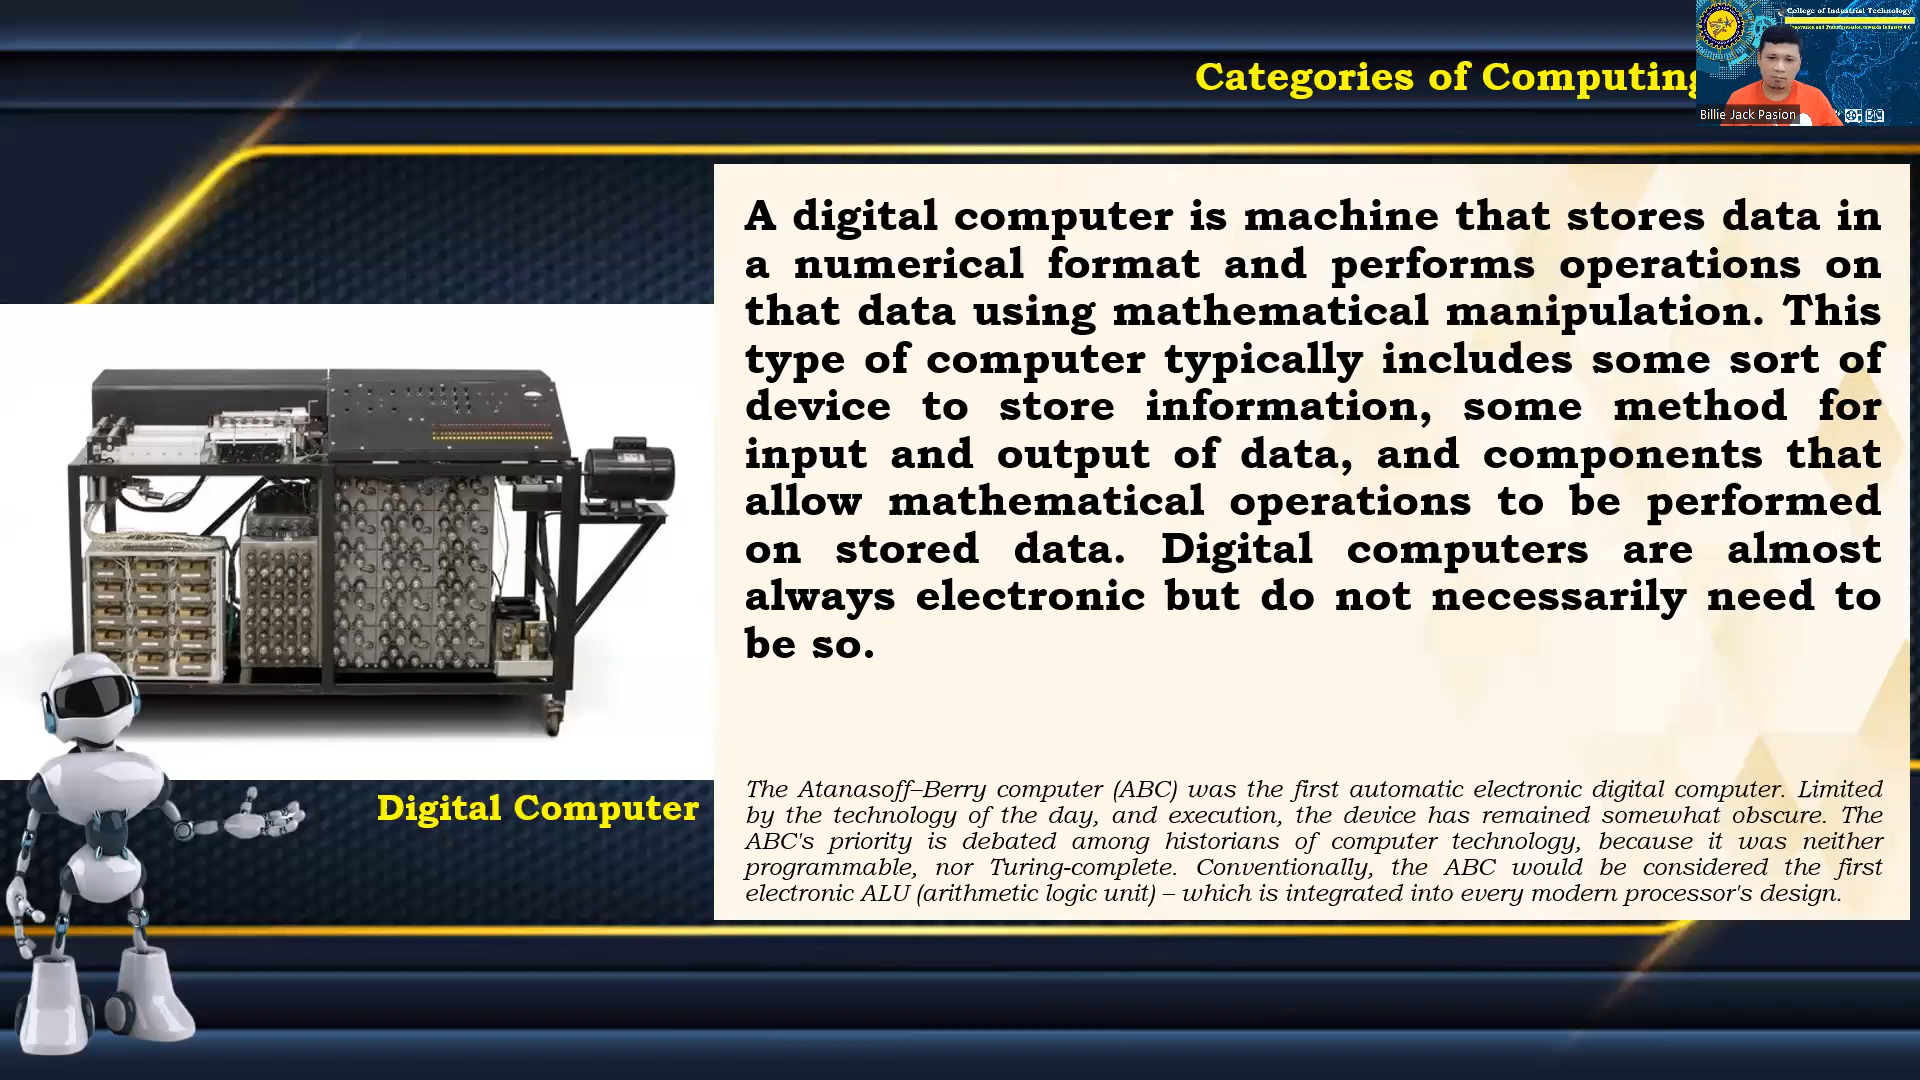 College of Industrial Technology
Categories of Computing
Billie Jack Pasion
A digital computer is machine that stores data in
a numerical format and performs operations on
that data using mathematical manipulation. This
type of computer typically includes some sort of
device to store information, some method for
input and output of data, and components that
allow mathematical operations to be performed
on stored data. Digital computers are almost
always electronic but do not necessarily need to
be so.
Digital Computer
The Atanasoff–Berry computer (ABC) was the first automatic electronic digital computer. Limited
by the technology of the day, and execution, the device has remained somewhat obscure. The
ABC's priority is debated among historians of computer technology, because it was neither
programmable, nor Turing-complete. Conventionally, the ABC would be considered the first
electronic ALU (arithmetic logic unit) – which is integrated into every modern processor's design.